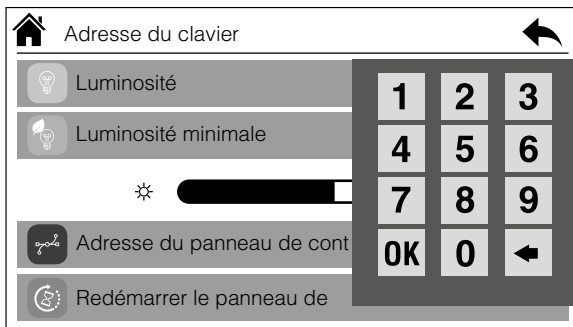 Adresse du clavier
Luminosité
1 2 3
Luminosité minimale
4 5 6
7 8 9
Adresse du panneau de cont
OK 0
Redémarrer le panneau de